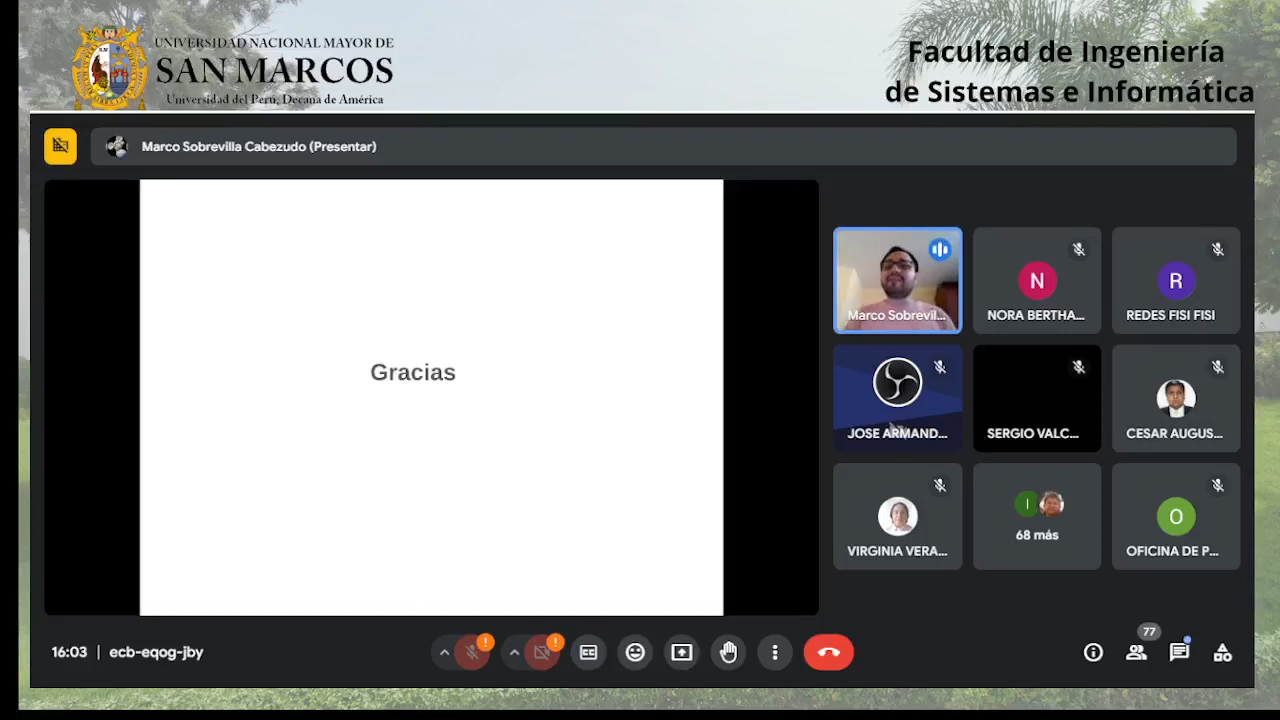 UNIVERSIDAD NACIONAL MAYOR DE
SAN MARCOS
Universidad del Perú, Decana de América
Facultad de Ingeniería
de Sistemas e Informática
Marco Sobrevilla Cabezudo (Presentar)
Gracias
Marco Sobrevil...
N
NORA BERTHA...
R
REDES FISI FISI
JOSE ARMAND...
SERGIO VALC...
CESAR AUGUS...
VIRGINIA VERA...
I
68 más
O
OFICINA DE P...
16:03 | ecb-eqog-jby
77